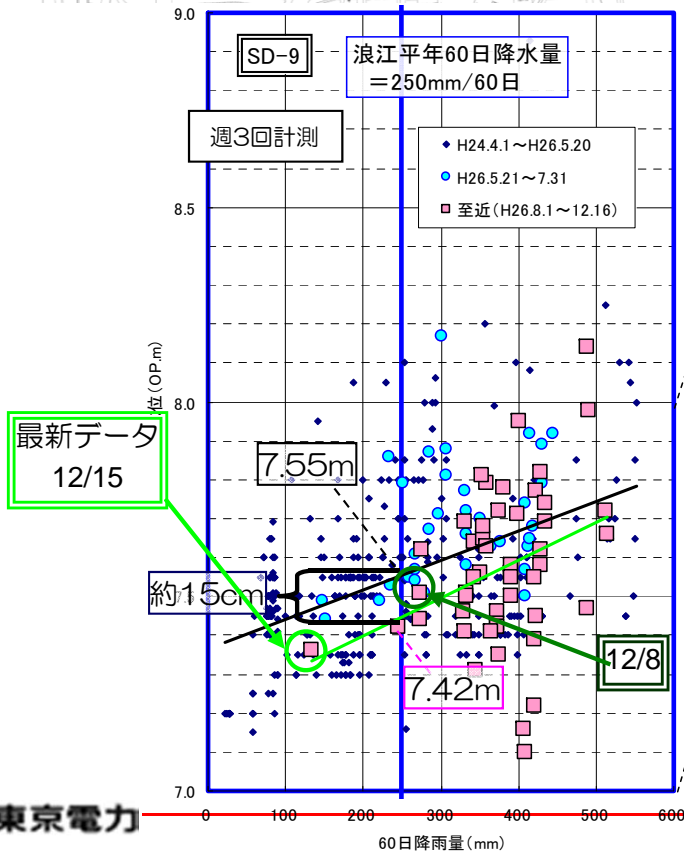 9.0
SD-9
浪江平年60日降水量
＝250mm/60日
週3回計測
H24.4.1～H26.5.20
H26.5.21～7.31
至近(H26.8.1～12.16)
8.5
位(OP.m)
8.0
最新データ
12/15
7.55m
約15cm
7.5
12/8
7.42m
7.0
0 100 200 300 400 500 600
60日降雨量(mm)
東京電力